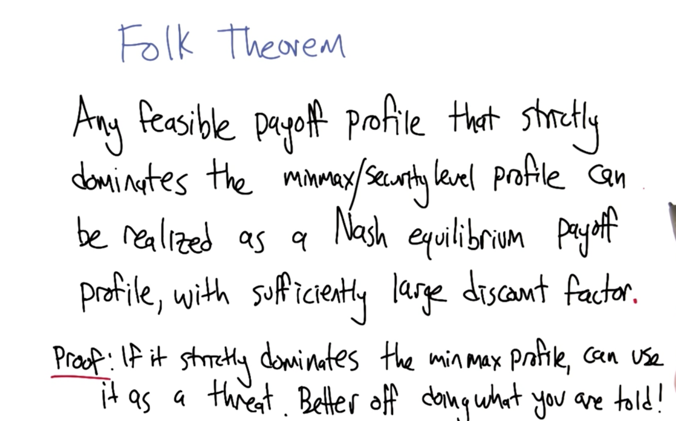 Folk Theorem
Any feasible payoff profile that strictly
dominates the minmax/security level profile can
be realized as a Nash equilibrium payoff
profile, with sufficiently large discount factor.
Proof: If it strictly dominates the minmax profile, can use
it as a threat. Better off doing what you are told!